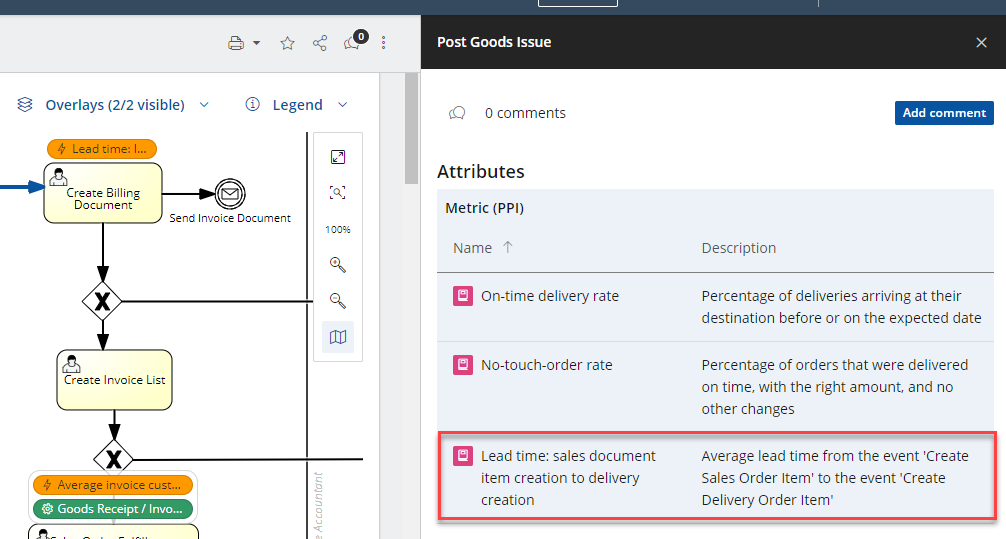 0
Post Goods Issue
Overlays (2/2 visible)
Legend
0 comments
Add comment
Lead time: l...
Create Billing
Document
Send Invoice Document
100%
Create Invoice List
Average invoice cust...
Goods Receipt / Invo...
Accountant
Attributes
Metric (PPI)
Name ↑
Description
On-time delivery rate
Percentage of deliveries arriving at their
destination before or on the expected date
No-touch-order rate
Percentage of orders that were delivered
on time, with the right amount, and no
other changes
Lead time: sales document
item creation to delivery
creation
Average lead time from the event 'Create
Sales Order Item' to the event 'Create
Delivery Order Item'